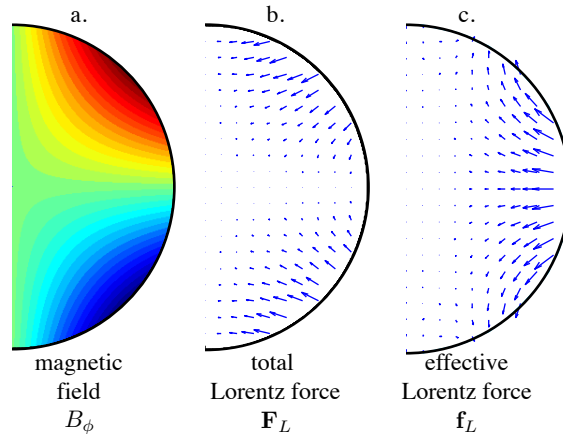 a.
b.
c.
magnetic
field
B_ϕ
total
Lorentz force
F_L
effective
Lorentz force
f_L